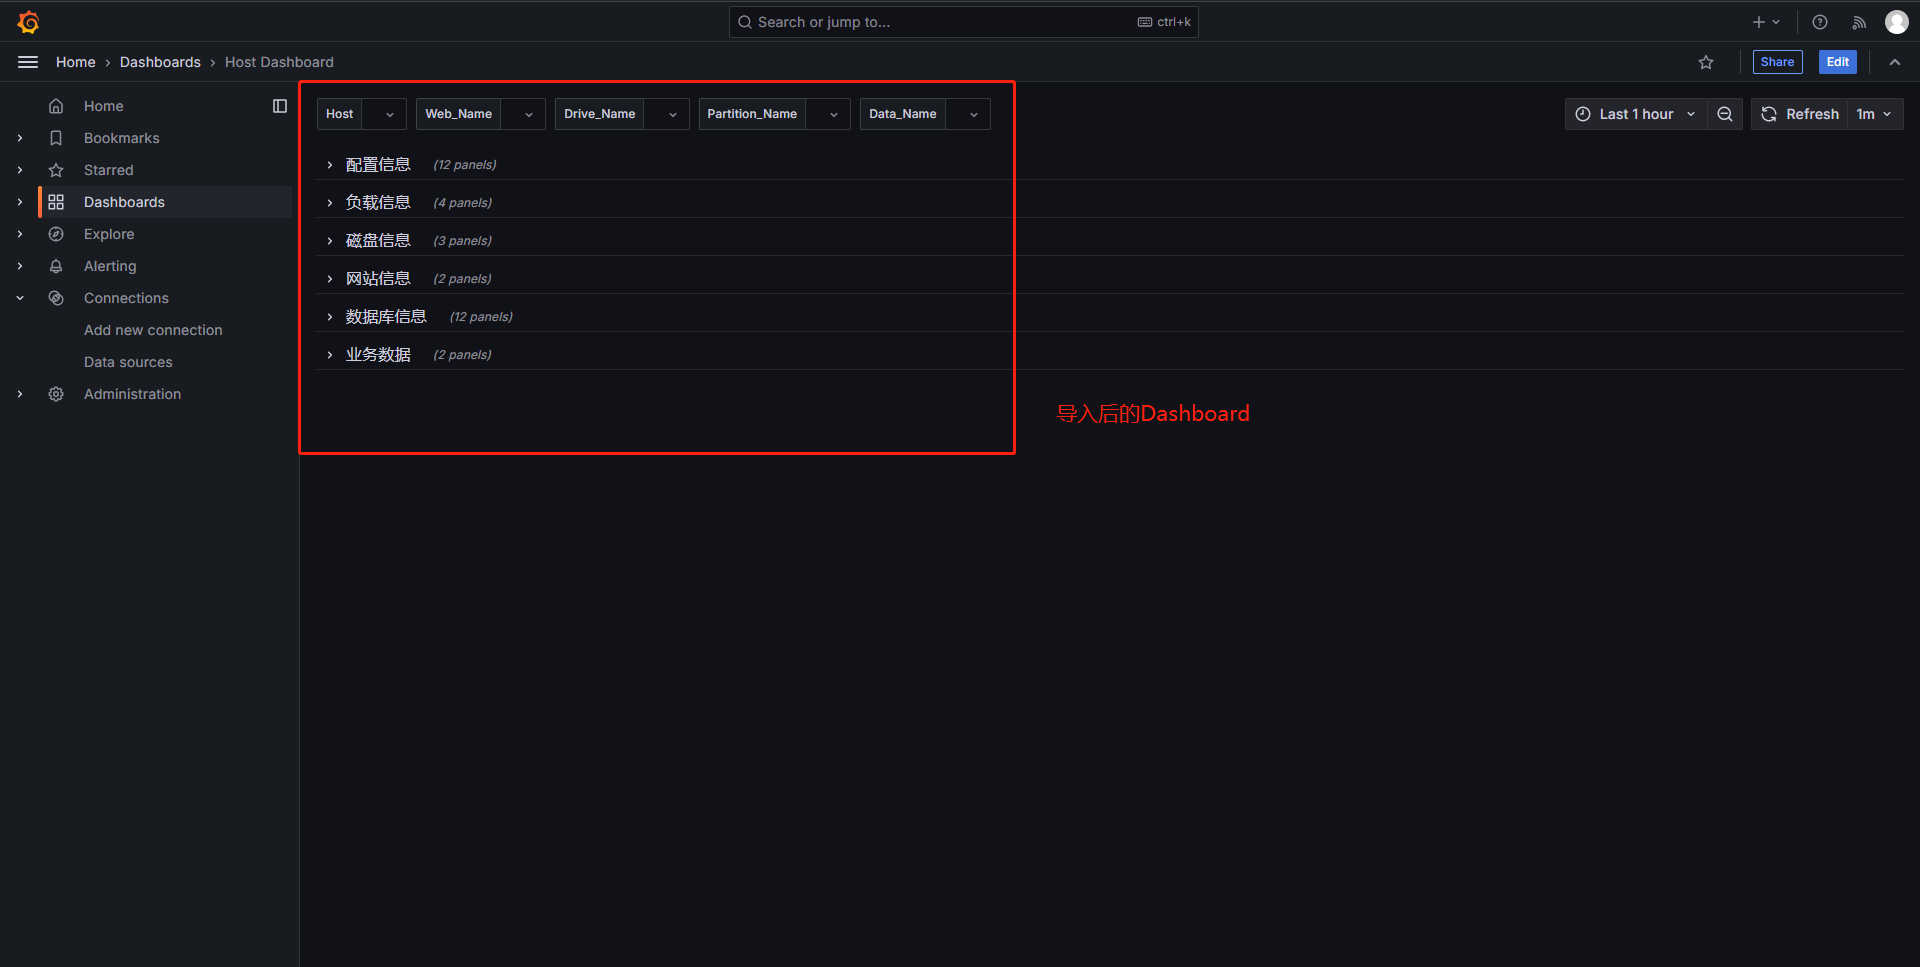 Search or jump to...
ctrl+k
Home › Dashboards › Host Dashboard
Share
Edit
Home
Bookmarks
Starred
Dashboards
Explore
Alerting
Connections
Add new connection
Data sources
Administration
Host
Web_Name
Drive_Name
Partition_Name
Data_Name
Last 1 hour
Refresh
1m
配置信息 (12 panels)
负载信息 (4 panels)
磁盘信息 (3 panels)
网站信息 (2 panels)
数据库信息 (12 panels)
业务数据 (2 panels)
导入后的Dashboard